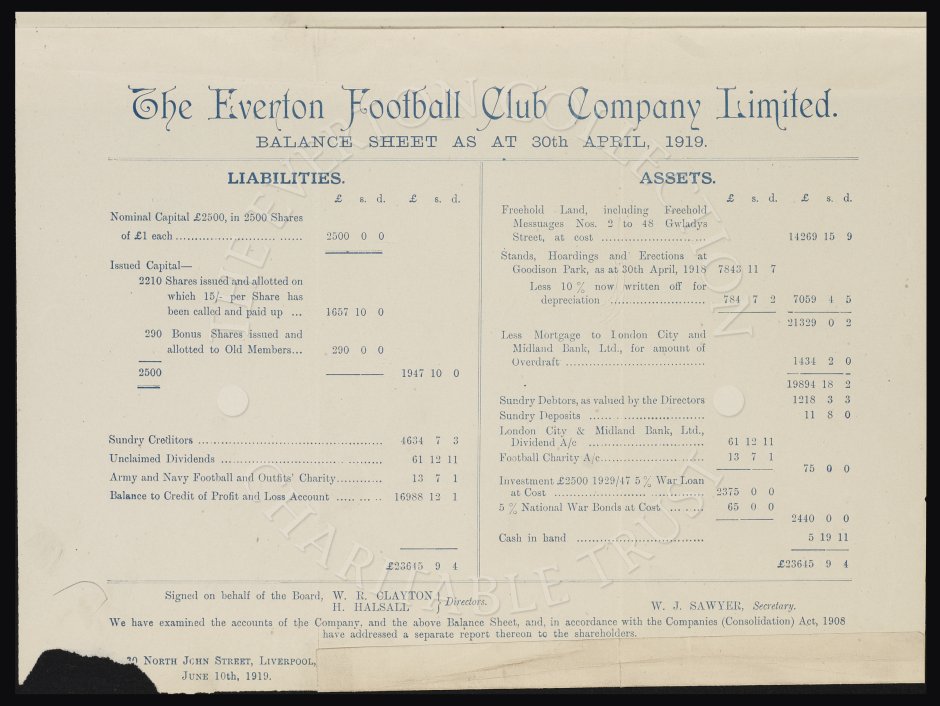 The Everton Football Club Company Limited.
BALANCE SHEET AS AT 30th APRIL, 1919.
LIABILITIES.
£ s. d. £ s. d.
Nominal Capital £2500, in 2500 Shares
of £1 each 2500 0 0
Issued Capital—
2210 Shares issued and allotted on
which 15/- per Share has
been called and paid up ... 1657 10 0
290 Bonus Shares issued and
allotted to Old Members... 290 0 0
2500 1947 10 0
Sundry Creditors 4634 7 3
Unclaimed Dividends 61 12 11
Army and Navy Football and Outfits' Charity 13 7 1
Balance to Credit of Profit and Loss Account 16988 12 1
£23645 9 4
ASSETS.
£ s. d. £ s. d.
Freehold Land, including Freehold
Messuages Nos. 2 to 48 Gwladys
Street, at cost 14269 15 9
Stands, Hoardings and Erections at
Goodison Park, as at 30th April, 1918 7843 11 7
Less 10 % now written off for
depreciation 784 7 2 7059 4 5
21329 0 2
Less Mortgage to London City and
Midland Bank, Ltd., for amount of
Overdraft 1434 2 0
19894 18 2
Sundry Debtors, as valued by the Directors 1218 3 3
Sundry Deposits 11 8 0
London City & Midland Bank, Ltd.,
Dividend A/c 61 12 11
Football Charity A/c 13 7 1
75 0 0
Investment £2500 1929/47 5 % War Loan
at Cost 2375 0 0
5 % National War Bonds at Cost 65 0 0
2440 0 0
Cash in hand 5 19 11
£23645 9 4
Signed on behalf of the Board, W. R. CLAYTON,
H. HALSALL } Directors.
W. J. SAWYER, Secretary.
We have examined the accounts of the Company, and the above Balance Sheet, and, in accordance with the Companies (Consolidation) Act, 1908
have addressed a separate report thereon to the shareholders.
NORTH JOHN STREET, LIVERPOOL,
JUNE 10th, 1919.
THE EVERTON COLLECTION
CHARITABLE TRUST